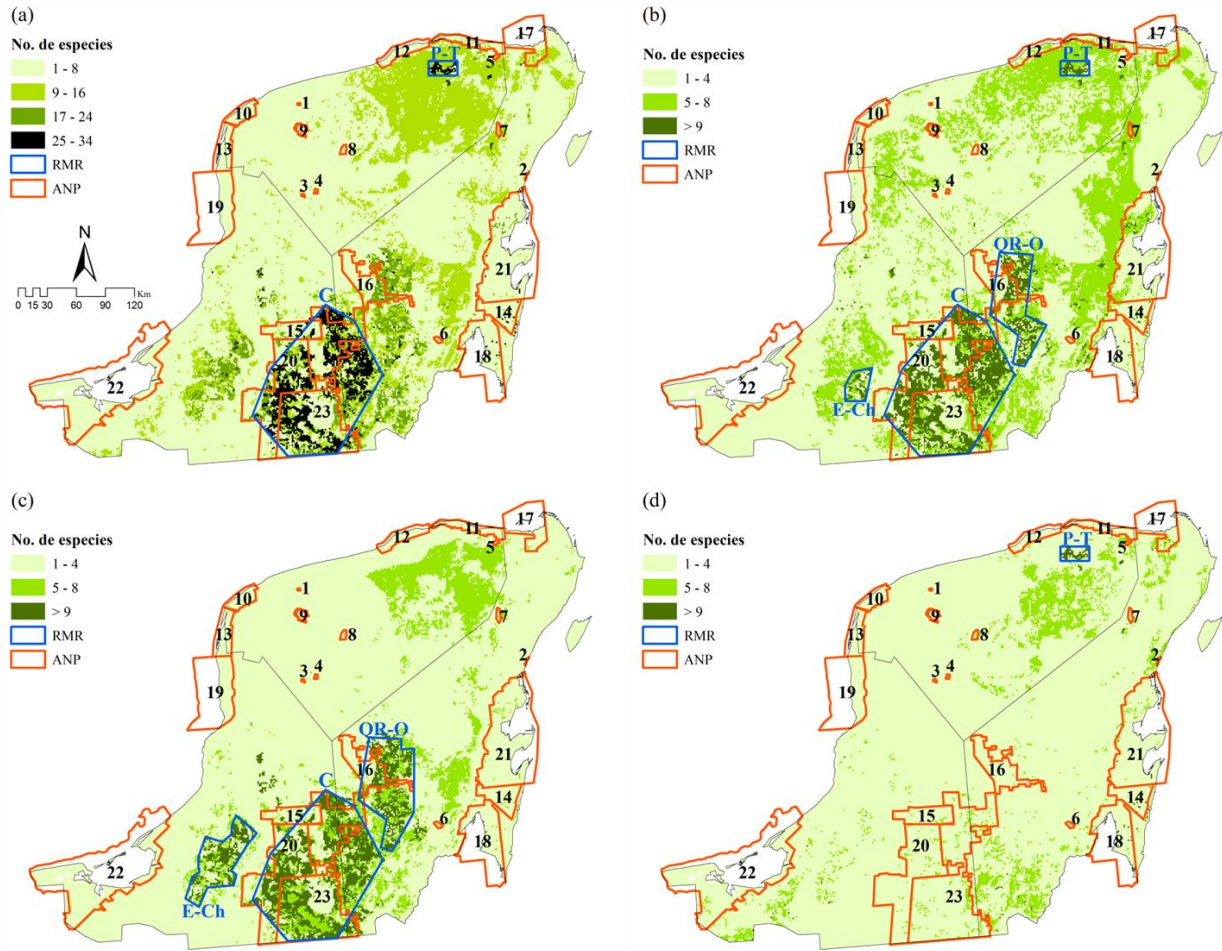 (a)
No. de especies
1 - 8
9 - 16
17 - 24
25 - 34
RMR
ANP
N
0 15 30 60 90 120 Km
12
11
17
P-T
5
10
1
9
7
13
8
2
3
4
19
16
21
C
14
15
6
18
20
22
23
(b)
No. de especies
1 - 4
5 - 8
> 9
RMR
ANP
12
11
17
P-T
5
10
1
9
7
13
8
2
3
4
19
QR-O
16
21
C
14
15
6
18
20
22
E-Ch
23
(c)
No. de especies
1 - 4
5 - 8
> 9
RMR
ANP
12
11
17
5
10
1
9
7
13
8
2
3
4
19
QR-O
16
21
C
14
15
6
18
20
22
23
E-Ch
(d)
No. de especies
1 - 4
5 - 8
> 9
RMR
ANP
12
11
17
P-T
5
10
1
9
7
13
8
2
3
4
19
16
21
14
15
6
18
20
22
23